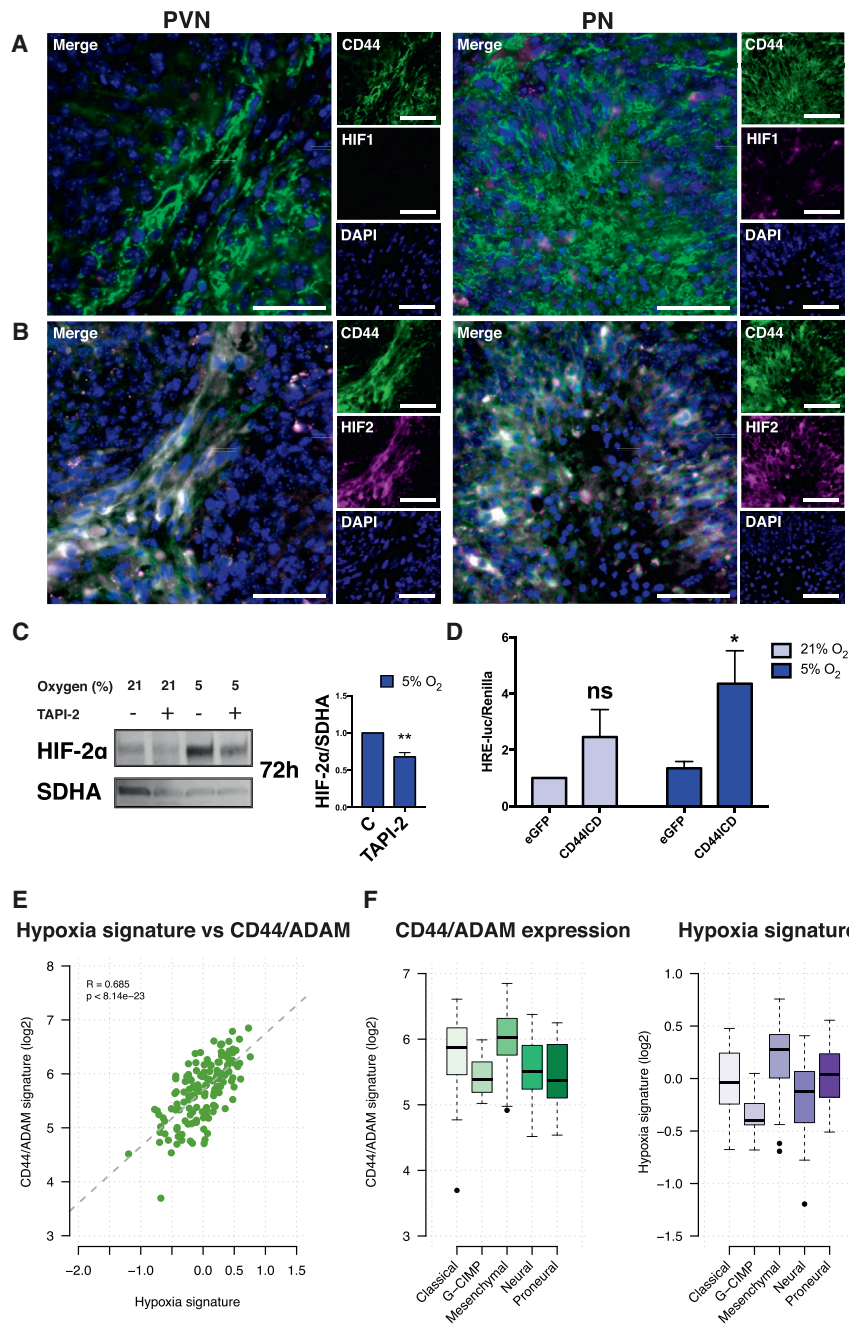 PVN
PN
A
Merge
CD44
HIF1
DAPI
Merge
CD44
HIF1
DAPI
B
Merge
CD44
HIF2
DAPI
Merge
CD44
HIF2
DAPI
C
Oxygen (%) 21 21 5 5
TAPI-2 - + - +
HIF-2α
SDHA
72h
5% O2
HIF-2α/SDHA
1.5
1.0
0.5
0.0
**
C
TAPI-2
D
HRE-luc/Renilla
6
4
2
0
ns
*
21% O2
5% O2
eGFP
CD44ICD
eGFP
CD44ICD
E
Hypoxia signature vs CD44/ADAM
R = 0.685
p < 8.14e−23
CD44/ADAM signature (log2)
8
7
6
5
4
3
−2.0 −1.0 0.0 0.5 1.0 1.5
Hypoxia signature
F
CD44/ADAM expression
CD44/ADAM signature (log2)
7
6
5
4
3
Classical
G−CIMP
Mesenchymal
Neural
Proneural
Hypoxia signature
Hypoxia signature (log2)
1.0
0.5
0.0
−0.5
−1.0
−1.5
Classical
G−CIMP
Mesenchymal
Neural
Proneural